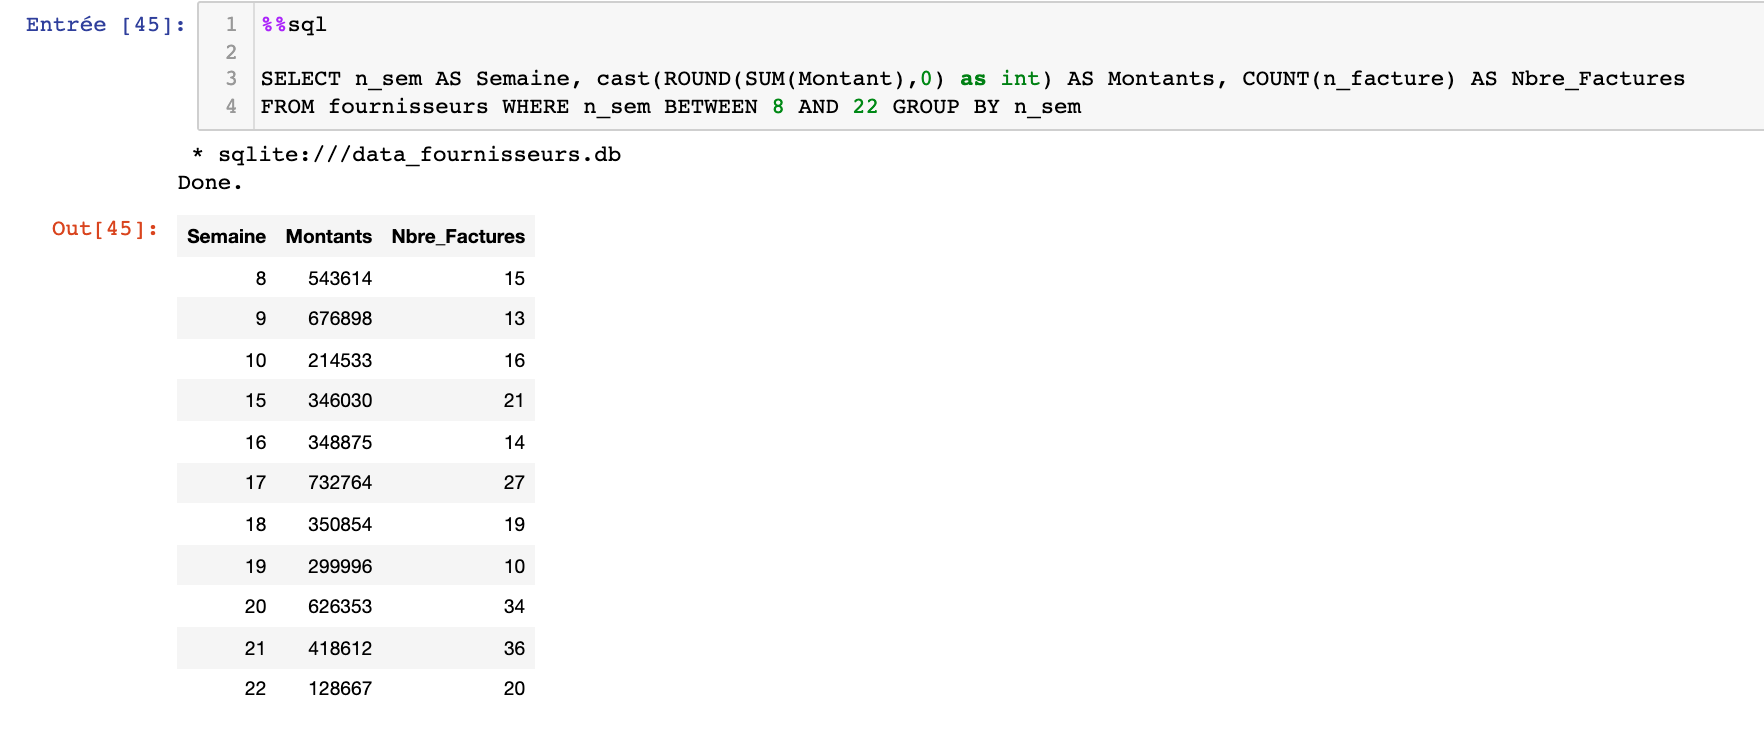 Entrée [45]:
1 %%sql
2
3 SELECT n_sem AS Semaine, cast(ROUND(SUM(Montant),0) as int) AS Montants, COUNT(n_facture) AS Nbre_Factures
4 FROM fournisseurs WHERE n_sem BETWEEN 8 AND 22 GROUP BY n_sem
* sqlite:///data_fournisseurs.db
Done.
Out[45]:
Semaine Montants Nbre_Factures
8 543614 15
9 676898 13
10 214533 16
15 346030 21
16 348875 14
17 732764 27
18 350854 19
19 299996 10
20 626353 34
21 418612 36
22 128667 20